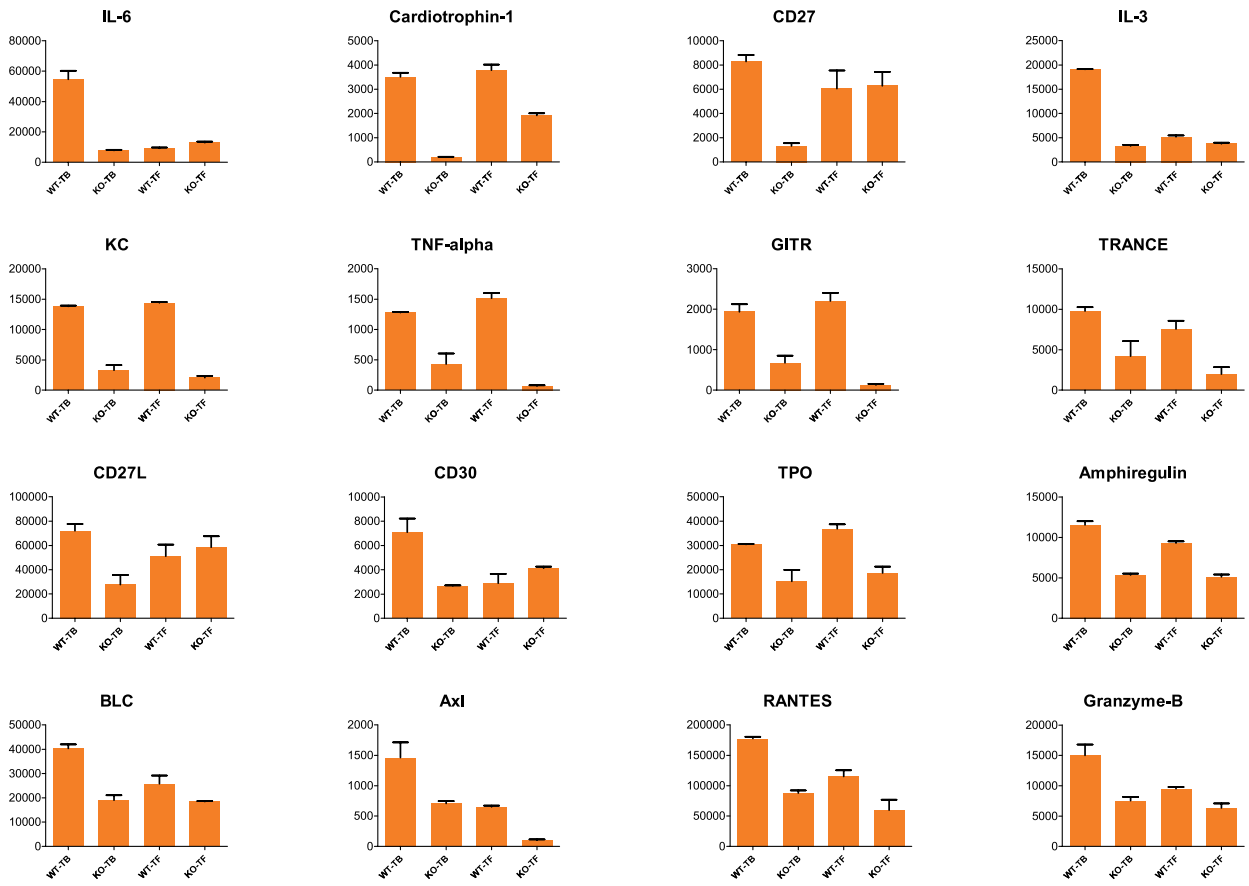 IL-6 Cardiotrophin-1 CD27 IL-3
80000 5000 10000 25000
60000 4000 8000 20000
40000 3000 6000 15000
20000 2000 4000 10000
0 1000 2000 5000
0 0 0
WT-TB KO-TB WT-TF KO-TF WT-TB KO-TB WT-TF KO-TF WT-TB KO-TB WT-TF KO-TF WT-TB KO-TB WT-TF KO-TF
KC TNF-alpha GITR TRANCE
20000 2000 3000 15000
15000 1500 2000 10000
10000 1000 1000 5000
5000 500 0 0
0 0
WT-TB KO-TB WT-TF KO-TF WT-TB KO-TB WT-TF KO-TF WT-TB KO-TB WT-TF KO-TF WT-TB KO-TB WT-TF KO-TF
CD27L CD30 TPO Amphiregulin
100000 10000 50000 15000
80000 8000 40000 10000
60000 6000 30000 5000
40000 4000 20000 0
20000 2000 10000
0 0 0
WT-TB KO-TB WT-TF KO-TF WT-TB KO-TB WT-TF KO-TF WT-TB KO-TB WT-TF KO-TF WT-TB KO-TB WT-TF KO-TF
BLC Axl RANTES Granzyme-B
50000 2000 200000 20000
40000 1500 150000 15000
30000 1000 100000 10000
20000 500 50000 5000
10000 0 0 0
0
WT-TB KO-TB WT-TF KO-TF WT-TB KO-TB WT-TF KO-TF WT-TB KO-TB WT-TF KO-TF WT-TB KO-TB WT-TF KO-TF